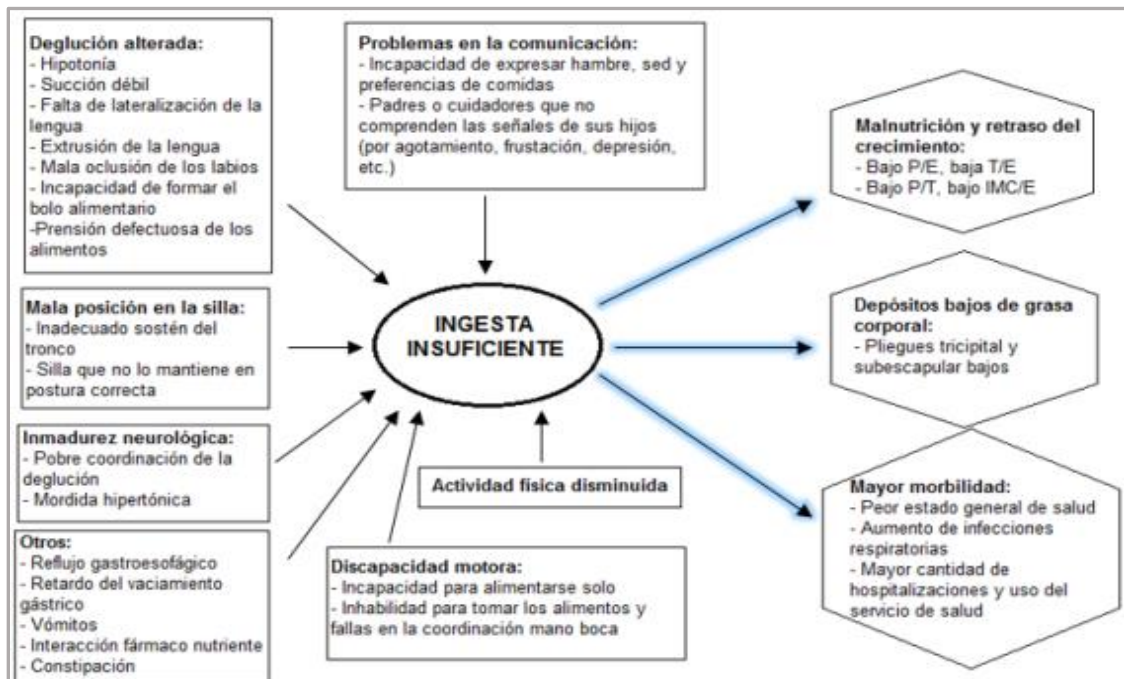 Deglución alterada:
- Hipotonía
- Succión débil
- Falta de lateralización de la
lengua
- Extrusión de la lengua
- Mala oclusión de los labios
- Incapacidad de formar el
bolo alimentario
-Prensión defectuosa de los
alimentos
Problemas en la comunicación:
- Incapacidad de expresar hambre, sed y
preferencias de comidas
- Padres o cuidadores que no
comprenden las señales de sus hijos
(por agotamiento, frustación, depresión,
etc.)
Malnutrición y retraso del
crecimiento:
- Bajo P/E, baja T/E
- Bajo P/T, bajo IMC/E
Mala posición en la silla:
- Inadecuado sostén del
tronco
- Silla que no lo mantiene en
postura correcta
INGESTA
INSUFICIENTE
Depósitos bajos de grasa
corporal:
- Pliegues tricipital y
subescapular bajos
Inmadurez neurológica:
- Pobre coordinación de la
deglución
- Mordida hipertónica
Actividad física disminuida
Mayor morbilidad:
- Peor estado general de salud
- Aumento de infecciones
respiratorias
- Mayor cantidad de
hospitalizaciones y uso del
servicio de salud
Otros:
- Reflujo gastroesofágico
- Retardo del vaciamiento
gástrico
- Vómitos
- Interacción fármaco nutriente
- Constipación
Discapacidad motora:
- Incapacidad para alimentarse solo
- Inhabilidad para tomar los alimentos y
fallas en la coordinación mano boca